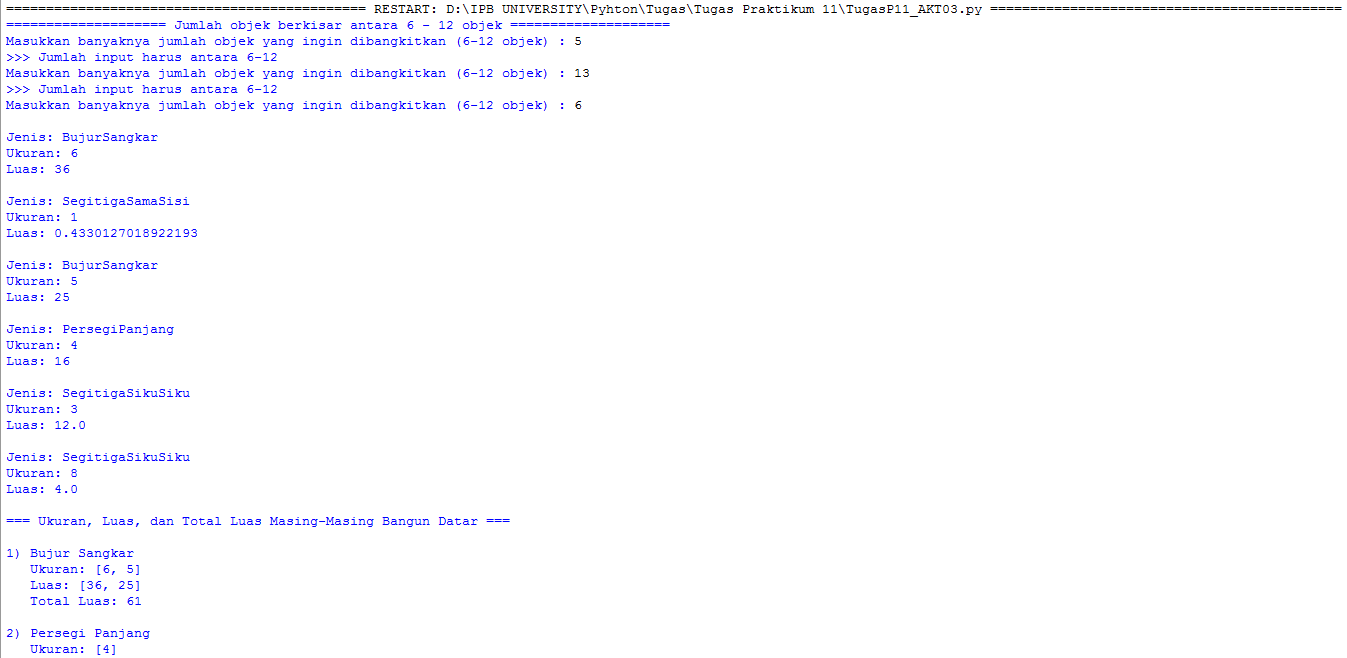 ============================================= RESTART: D:\IPB UNIVERSITY\Pyhton\Tugas\Tugas Praktikum 11\TugasP11_AKT03.py ============================================
==================== Jumlah objek berkisar antara 6 - 12 objek ====================
Masukkan banyaknya jumlah objek yang ingin dibangkitkan (6-12 objek) : 5
>>> Jumlah input harus antara 6-12
Masukkan banyaknya jumlah objek yang ingin dibangkitkan (6-12 objek) : 13
>>> Jumlah input harus antara 6-12
Masukkan banyaknya jumlah objek yang ingin dibangkitkan (6-12 objek) : 6
Jenis: BujurSangkar
Ukuran: 6
Luas: 36
Jenis: SegitigaSamaSisi
Ukuran: 1
Luas: 0.4330127018922193
Jenis: BujurSangkar
Ukuran: 5
Luas: 25
Jenis: PersegiPanjang
Ukuran: 4
Luas: 16
Jenis: SegitigaSikuSiku
Ukuran: 3
Luas: 12.0
Jenis: SegitigaSikuSiku
Ukuran: 8
Luas: 4.0
=== Ukuran, Luas, dan Total Luas Masing-Masing Bangun Datar ===
1) Bujur Sangkar
Ukuran: [6, 5]
Luas: [36, 25]
Total Luas: 61
2) Persegi Panjang
Ukuran: [4]